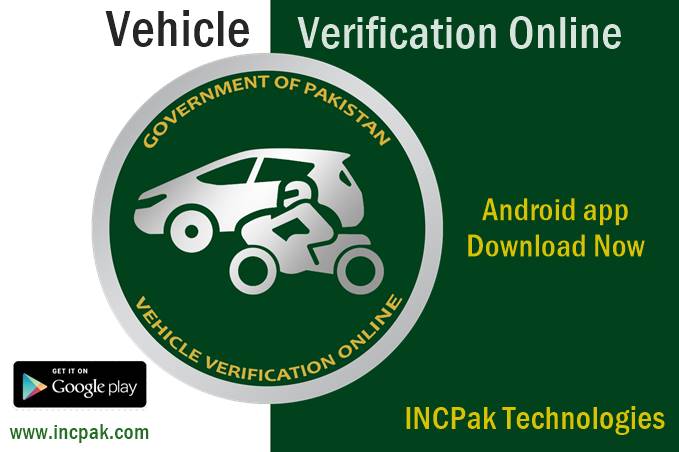 Vehicle Verification Online
GOVERNMENT OF PAKISTAN
VEHICLE VERIFICATION ONLINE
Android app
Download Now
GET IT ON
Google play
www.incpak.com
INCPak Technologies